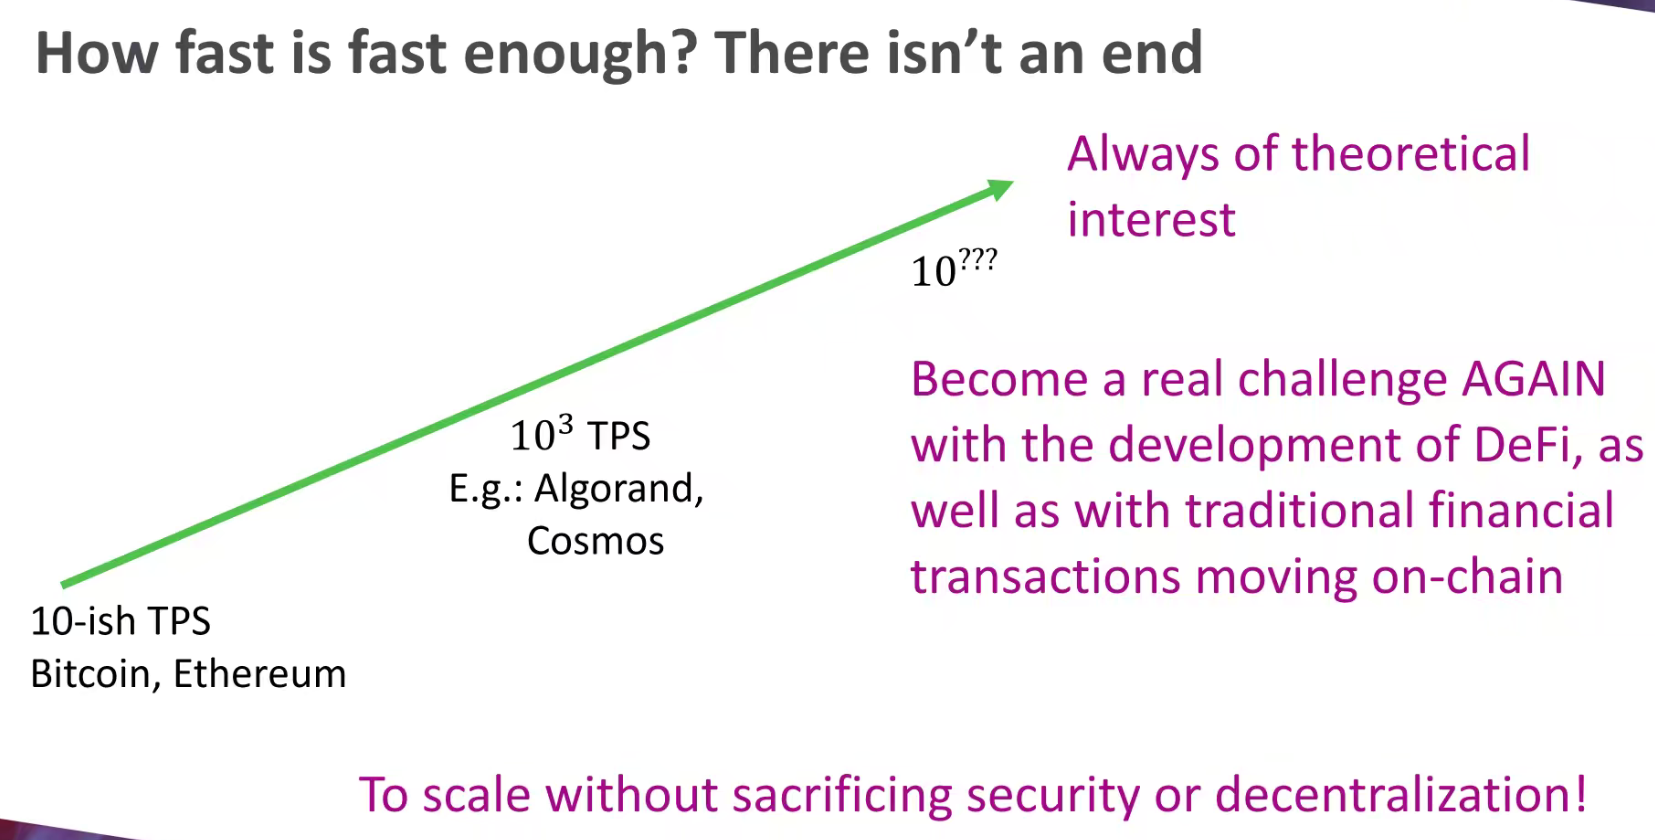 How fast is fast enough? There isn’t an end
Always of theoretical
interest
10^???
10³ TPS
E.g.: Algorand,
Cosmos
10-ish TPS
Bitcoin, Ethereum
Become a real challenge AGAIN
with the development of DeFi, as
well as with traditional financial
transactions moving on-chain
To scale without sacrificing security or decentralization!